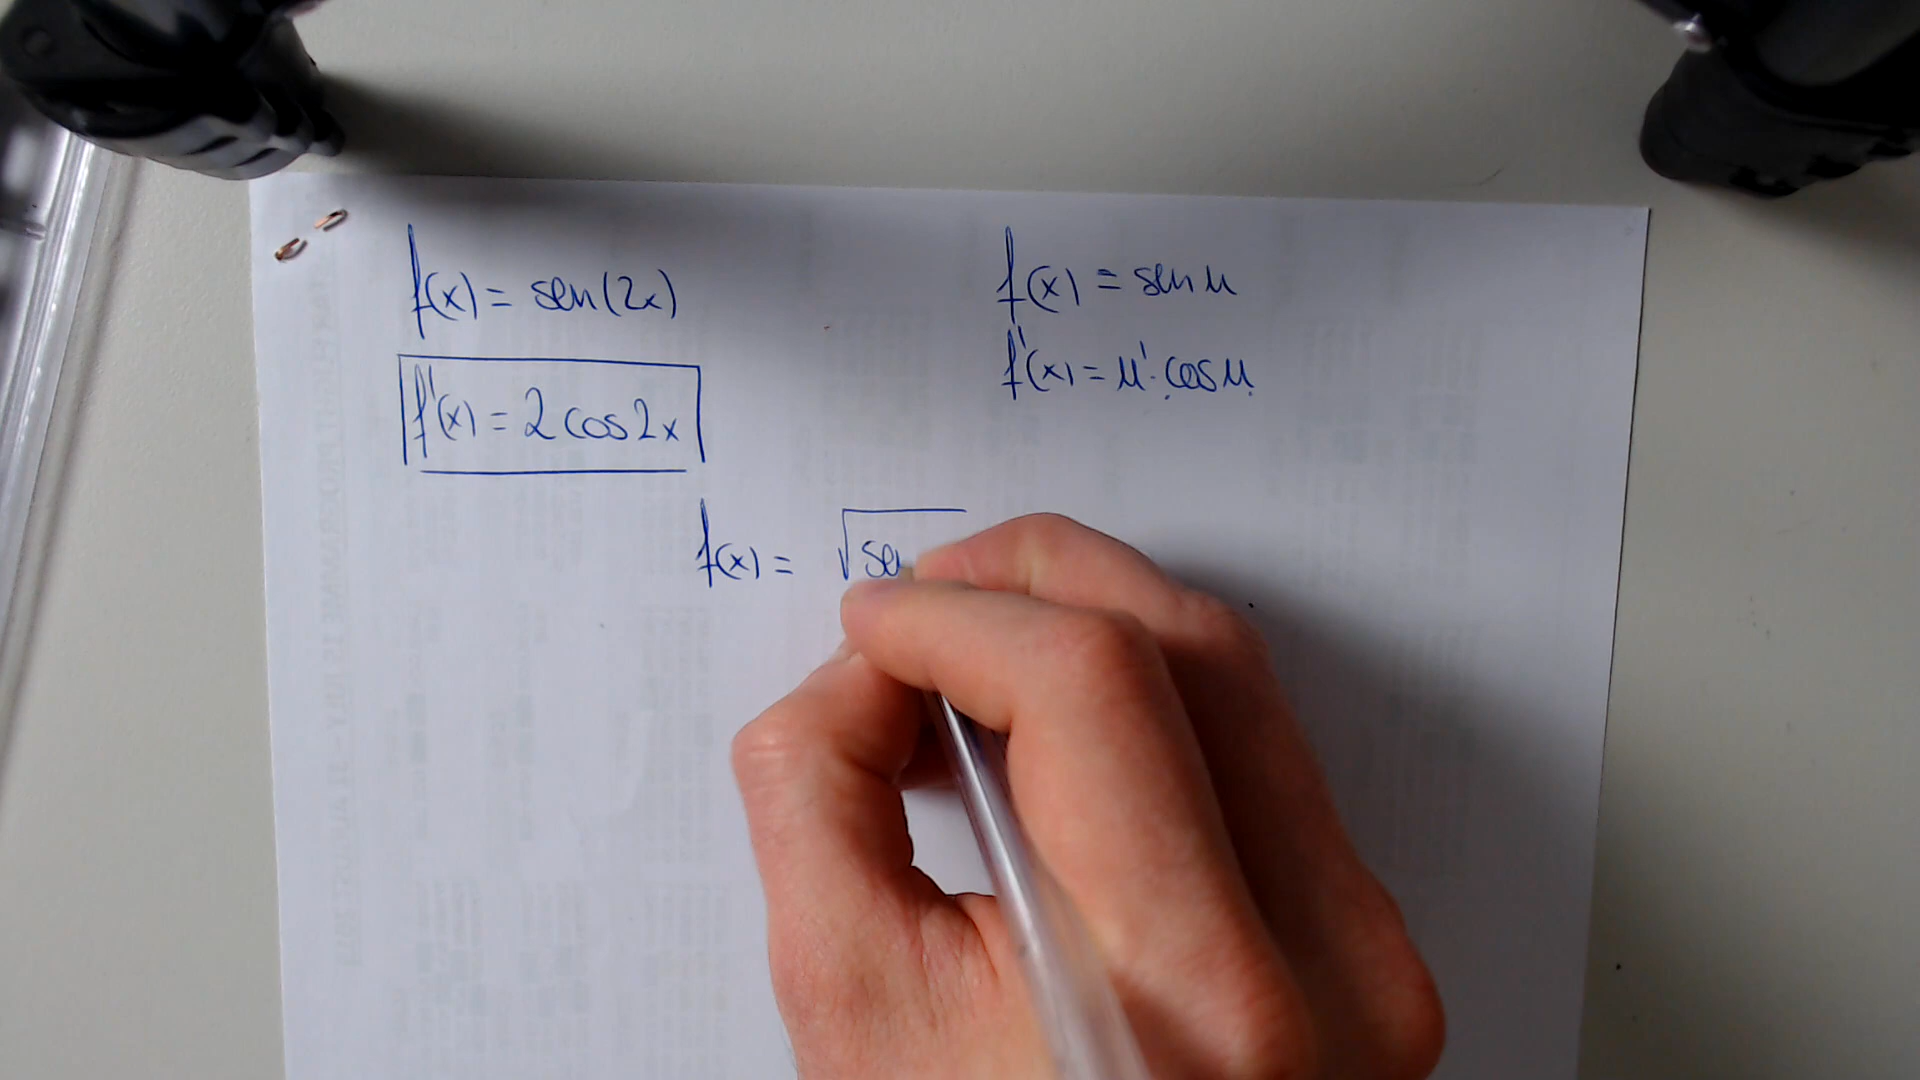 f(x) = sen(2x)
f'(x) = 2 cos 2x
f(x) = sen u
f'(x) = u' · cos u
f(x) = √se